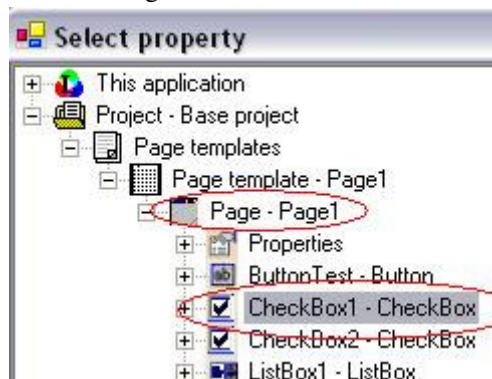 Select property
This application
Project - Base project
Page templates
Page template - Page1
Page - Page1
Properties
ButtonTest - Button
CheckBox1 - CheckBox
CheckBox2 - CheckBox
ListBox1 - ListBox